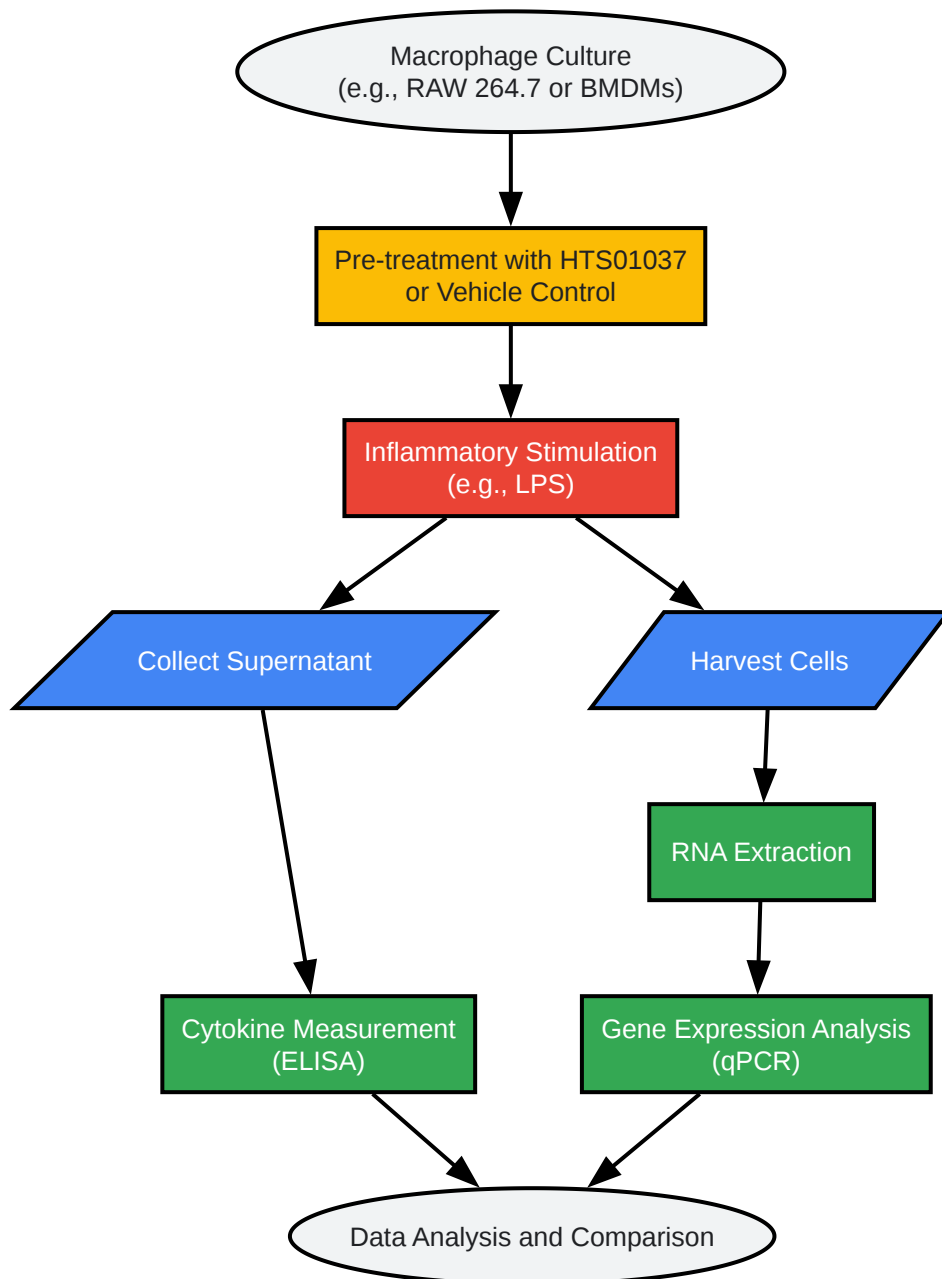 Macrophage Culture
(e.g., RAW 264.7 or BMDMs)
Pre-treatment with HTS01037
or Vehicle Control
Inflammatory Stimulation
(e.g., LPS)
Collect Supernatant
Harvest Cells
RNA Extraction
Cytokine Measurement
(ELISA)
Gene Expression Analysis
(qPCR)
Data Analysis and Comparison